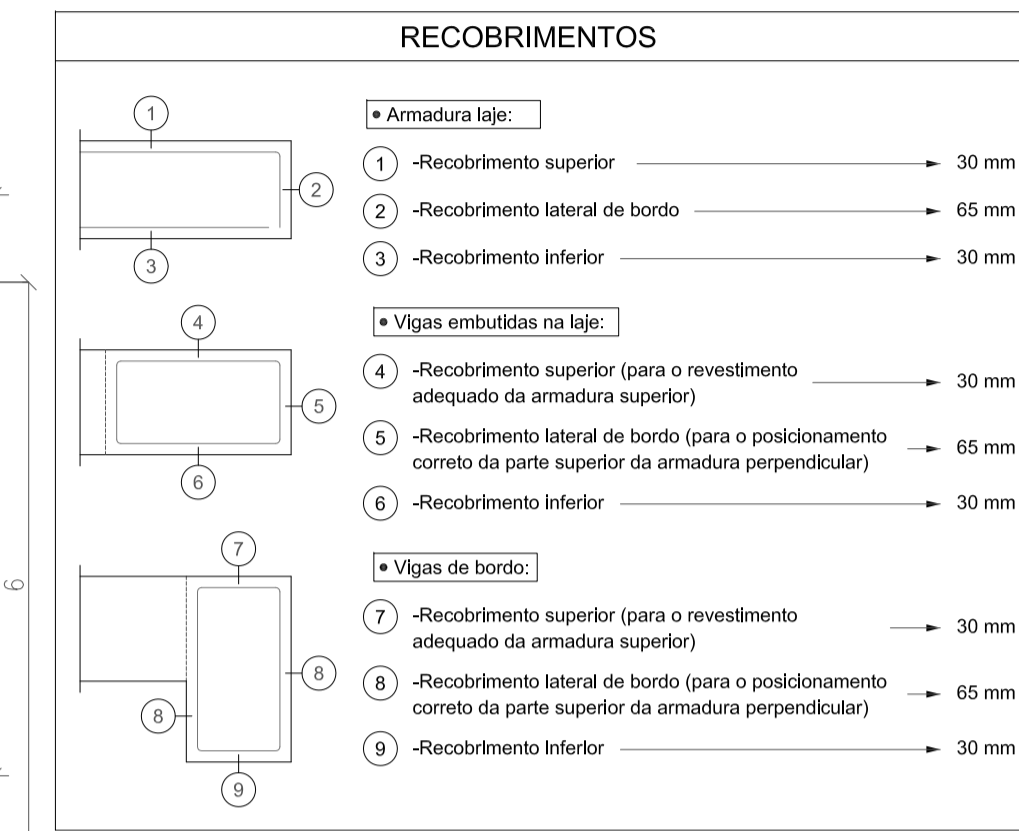 RECOBRIMENTOS
• Armadura laje:
1 -Recobrimento superior 30 mm
2 -Recobrimento lateral de bordo 65 mm
3 -Recobrimento inferior 30 mm
1
2
3
• Vigas embutidas na laje:
4 -Recobrimento superior (para o revestimento
adequado da armadura superior) 30 mm
5 -Recobrimento lateral de bordo (para o posicionamento
correto da parte superior da armadura perpendicular) 65 mm
6 -Recobrimento inferior 30 mm
4
5
6
• Vigas de bordo:
7 -Recobrimento superior (para o revestimento
adequado da armadura superior) 30 mm
8 -Recobrimento lateral de bordo (para o posicionamento
correto da parte superior da armadura perpendicular) 65 mm
9 -Recobrimento Inferior 30 mm
7
8
8
9